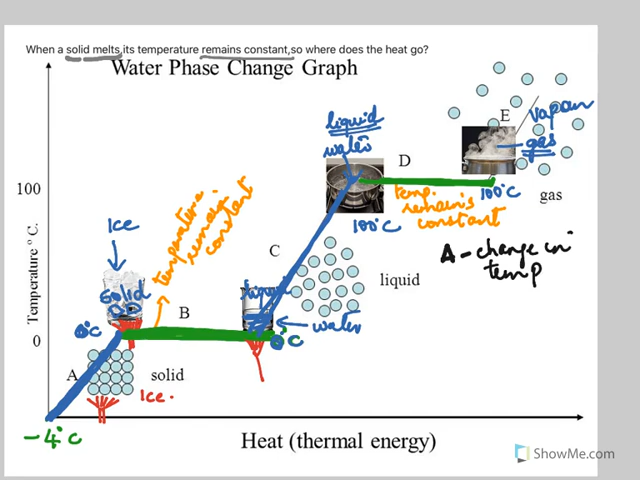 When a solid melts,its temperature remains constant,so where does the heat go?
Water Phase Change Graph
E
vapour
gas
liquid
water
D
100
100°C
gas
temp.
remains
constant
100°C
temperature
remains
constant
Ice
A - change in
temp
C
solid
liquid
liquid
B
water
0°C
0
0°C
A
solid
Ice.
-4°C
Temperature ° C.
Heat (thermal energy)
ShowMe.com